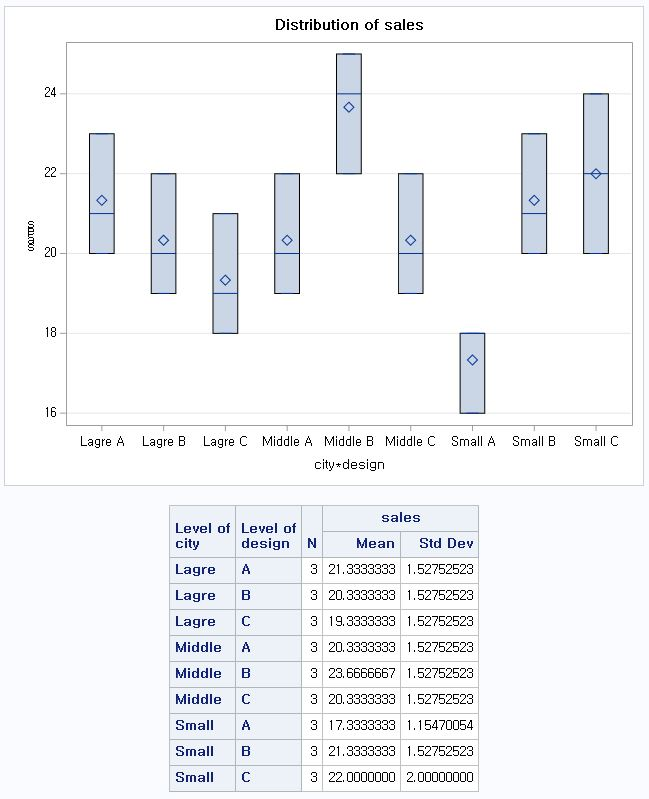 Distribution of sales
24
22
20
18
16
Lagre A Lagre B Lagre C Middle A Middle B Middle C Small A Small B Small C
city*design
Level of city Level of design N sales
Mean Std Dev
Lagre A 3 21.3333333 1.52752523
Lagre B 3 20.3333333 1.52752523
Lagre C 3 19.3333333 1.52752523
Middle A 3 20.3333333 1.52752523
Middle B 3 23.6666667 1.52752523
Middle C 3 20.3333333 1.52752523
Small A 3 17.3333333 1.15470054
Small B 3 21.3333333 1.52752523
Small C 3 22.0000000 2.00000000